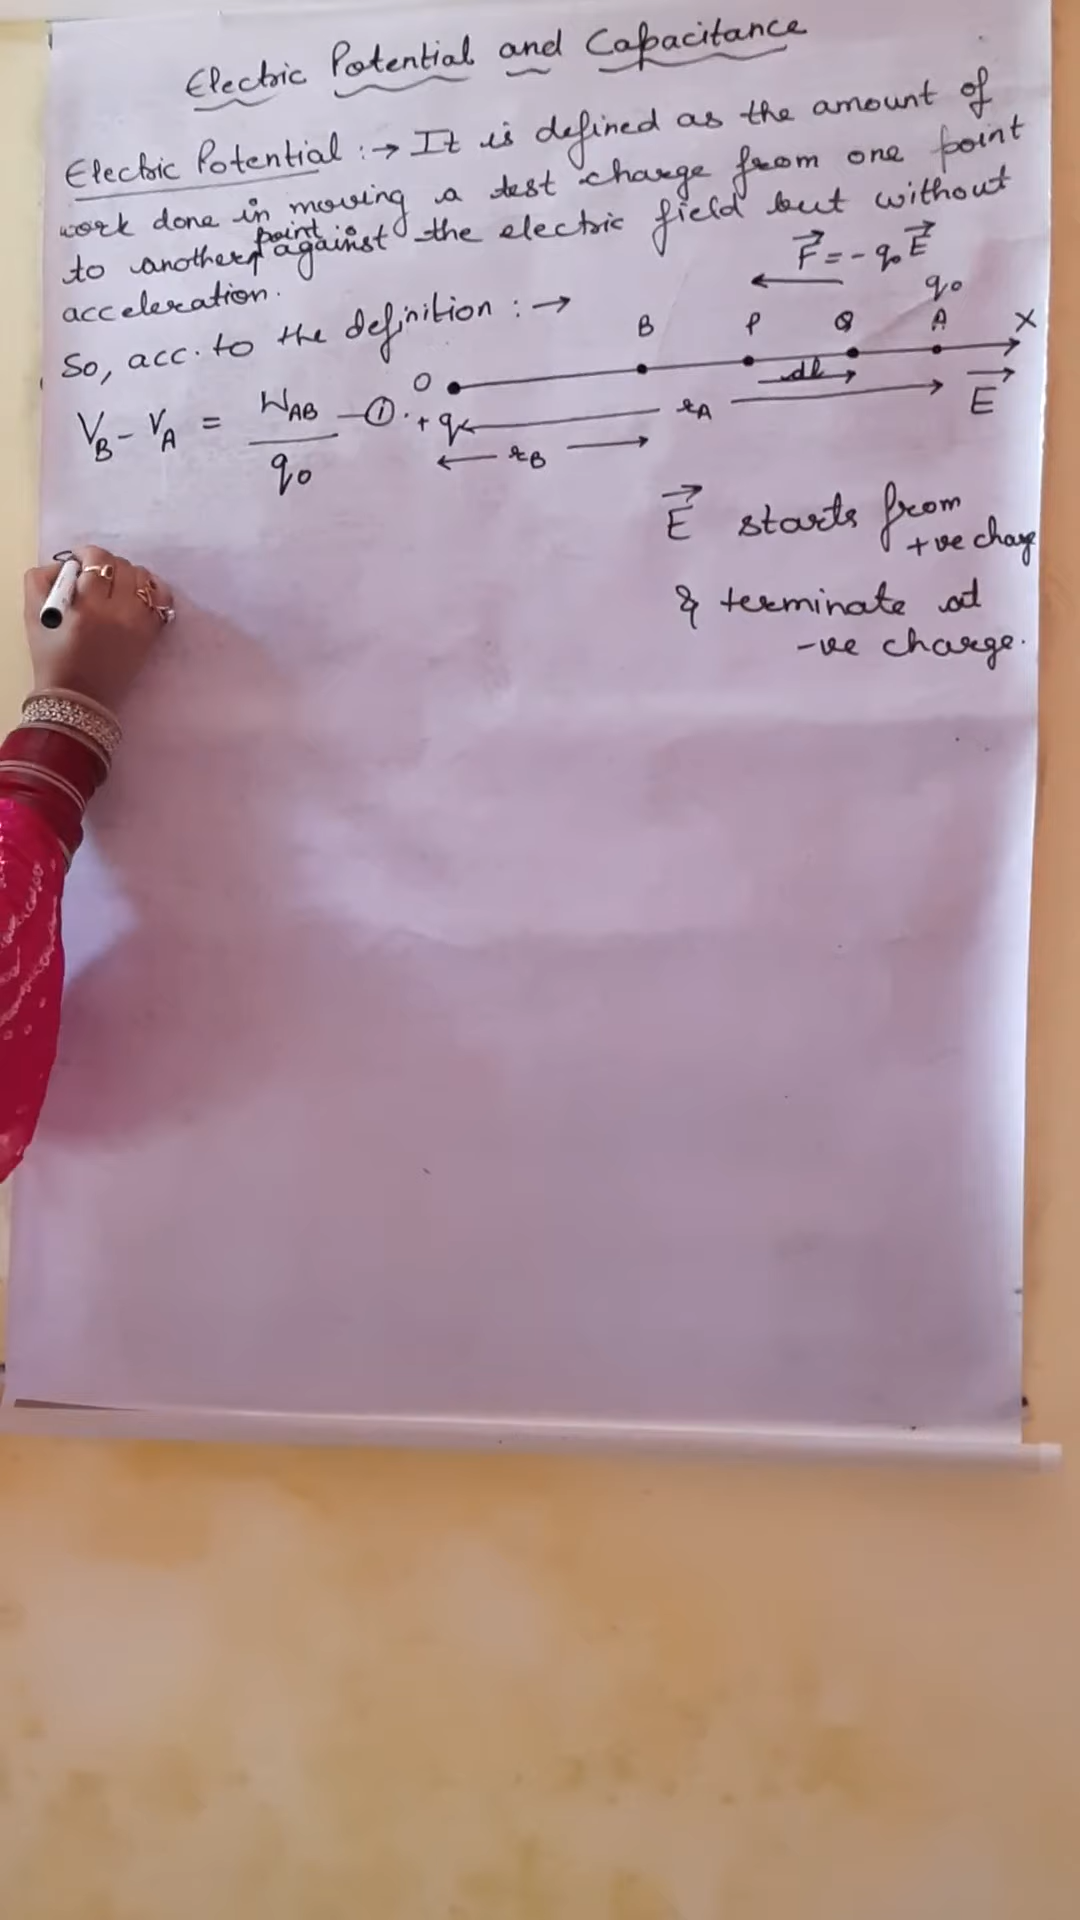 Electric Potential and Capacitance
Electric Potential :→ It is defined as the amount of
work done in moving a test charge from one point
to another point against the electric field but without
acceleration.
F⃗ = - q₀ E⃗
So, acc. to the definition : →
q₀
B P Q A X
O
dl
V_B - V_A = W_AB / q₀ — ①.
+ q
r_A
E⃗
r_B
E⃗ starts from
+ve charge
& terminate at
-ve charge.